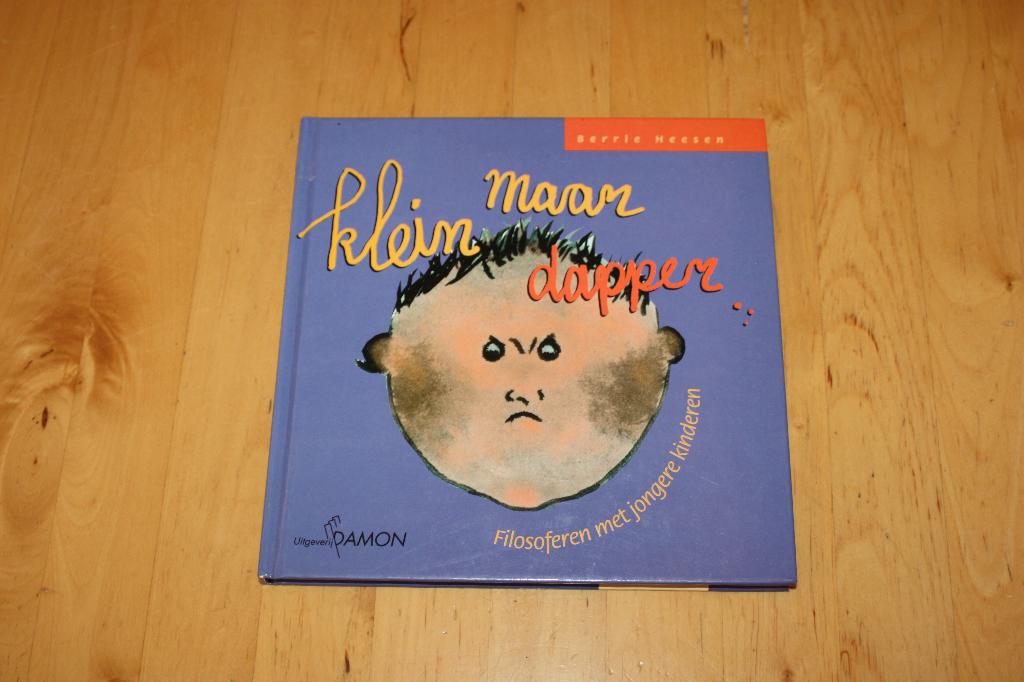 Berrie Heesen
klein maar
dapper..
Filosoferen met jongere kinderen
Uitgeverij DAMON